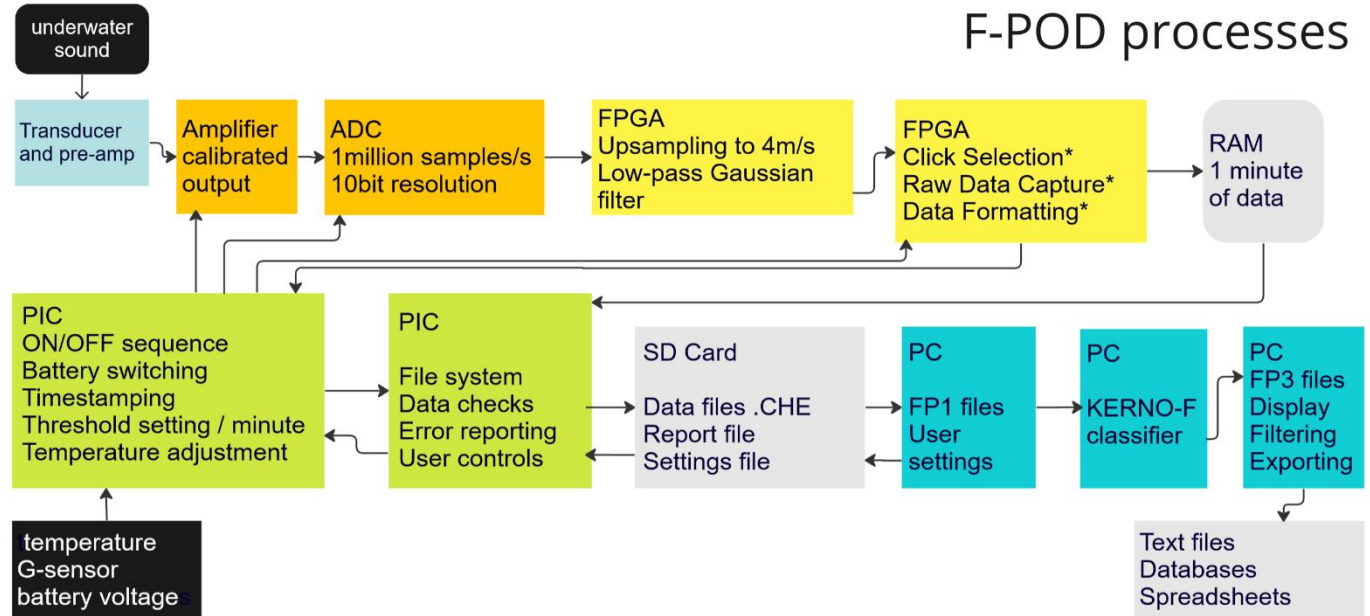 F-POD processes
underwater
sound
Transducer
and pre-amp
Amplifier
calibrated
output
ADC
1million samples/s
10bit resolution
FPGA
Upsampling to 4m/s
Low-pass Gaussian
filter
FPGA
Click Selection*
Raw Data Capture*
Data Formatting*
RAM
1 minute
of data
PIC
ON/OFF sequence
Battery switching
Timestamping
Threshold setting / minute
Temperature adjustment
PIC
File system
Data checks
Error reporting
User controls
SD Card
Data files .CHE
Report file
Settings file
PC
FP1 files
User
settings
PC
KERNO-F
classifier
PC
FP3 files
Display
Filtering
Exporting
temperature
G-sensor
battery voltages
Text files
Databases
Spreadsheets